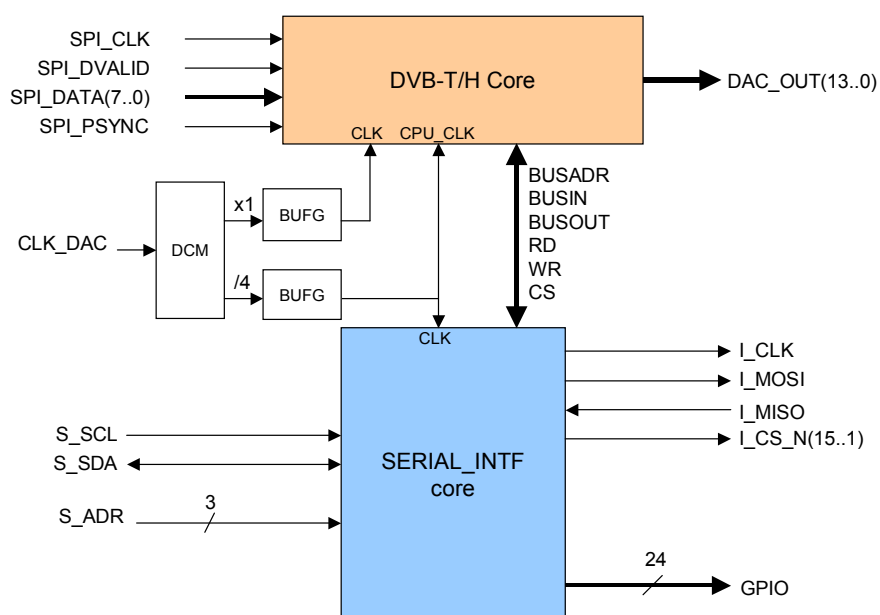 SPI_CLK
SPI_DVALID
SPI_DATA(7..0)
SPI_PSYNC
DVB-T/H Core
CLK CPU_CLK
DAC_OUT(13..0)
BUSADR
BUSIN
BUSOUT
RD
WR
CS
CLK_DAC
DCM
x1
BUFG
/4
BUFG
CLK
S_SCL
S_SDA
S_ADR
3
SERIAL_INTF
core
I_CLK
I_MOSI
I_MISO
I_CS_N(15..1)
24
GPIO